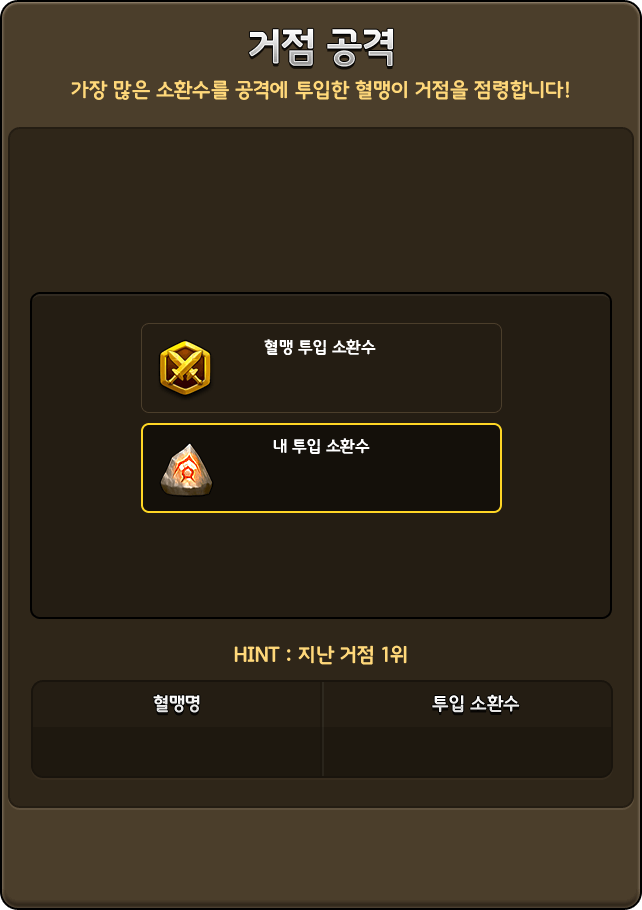 거점 공격
가장 많은 소환수를 공격에 투입한 혈맹이 거점을 점령합니다!
혈맹 투입 소환수
내 투입 소환수
HINT : 지난 거점 1위
혈맹명
투입 소환수